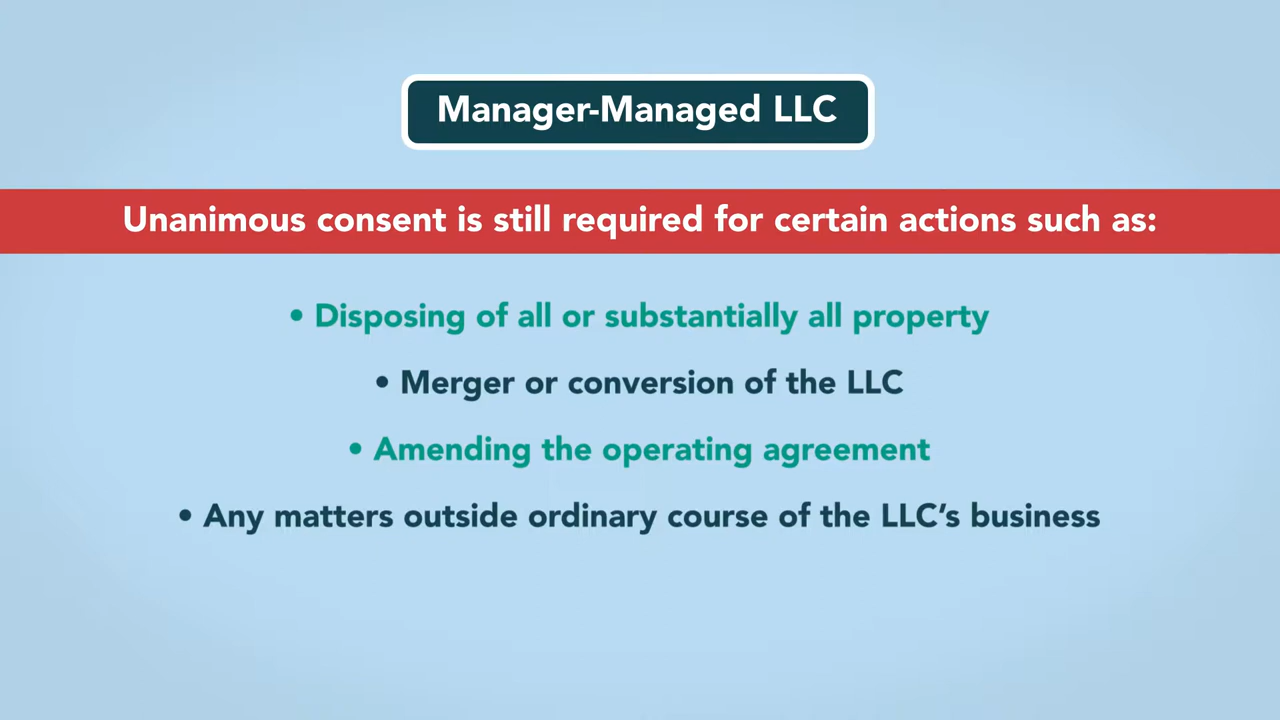 Manager-Managed LLC
Unanimous consent is still required for certain actions such as:
• Disposing of all or substantially all property
• Merger or conversion of the LLC
• Amending the operating agreement
• Any matters outside ordinary course of the LLC’s business